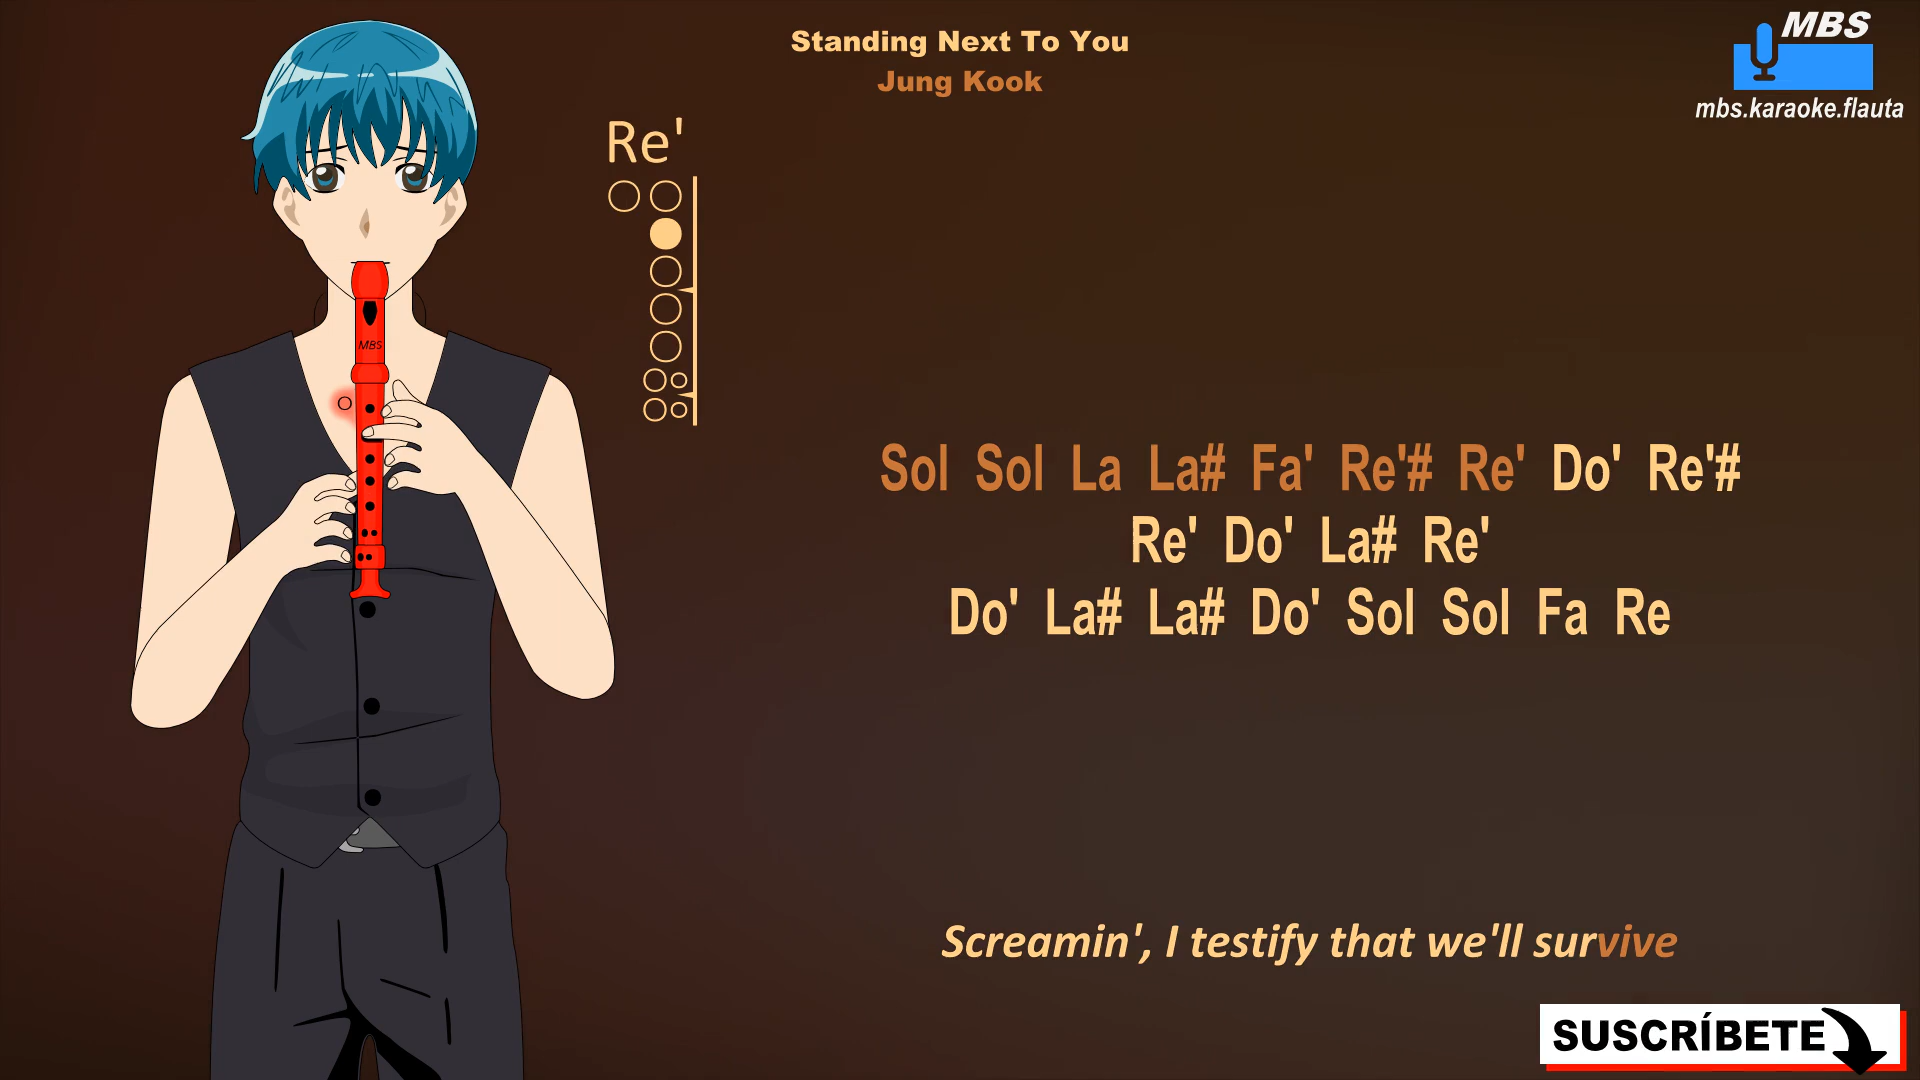 Standing Next To You
Jung Kook
MBS
mbs.karaoke.flauta
Re'
MBS
Sol Sol La La# Fa' Re'# Re' Do' Re'#
Re' Do' La# Re'
Do' La# La# Do' Sol Sol Fa Re
Screamin', I testify that we'll survive
SUSCRÍBETE